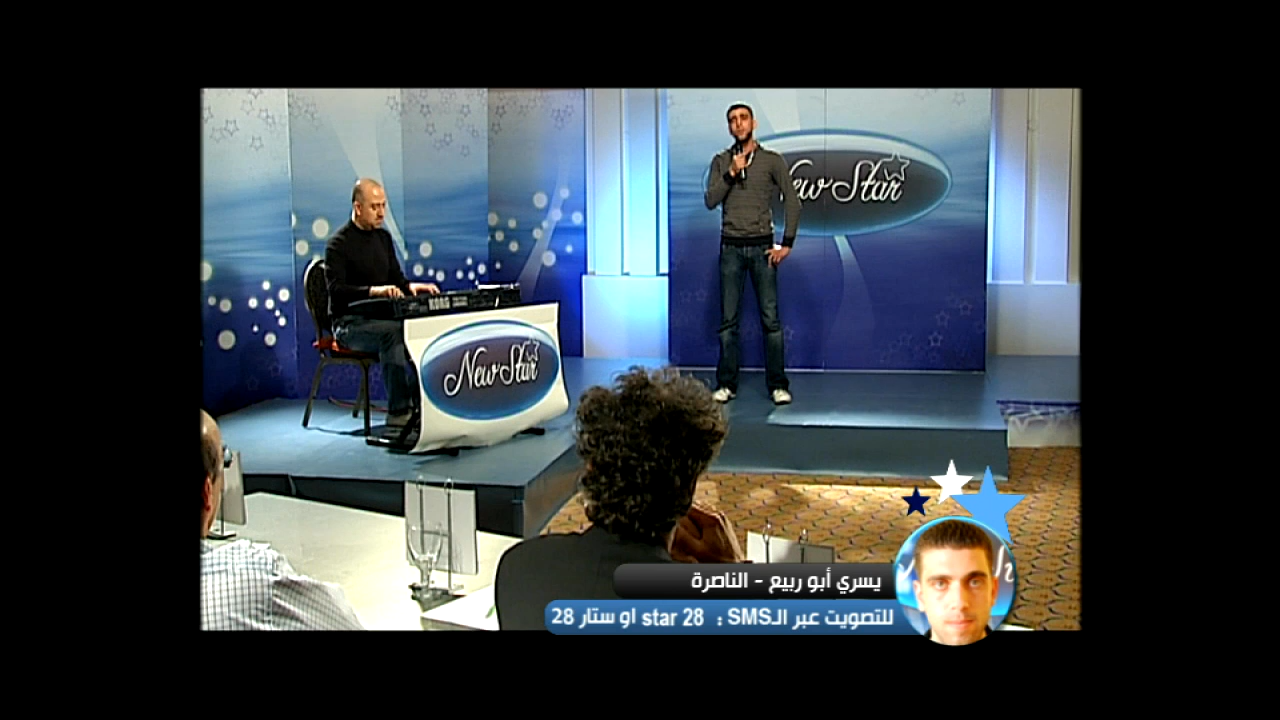 New Star
New Star
KORG
يسري أبو ربيع - الناصرة
للتصويت عبر الـSMS : star 28 او ستار 28